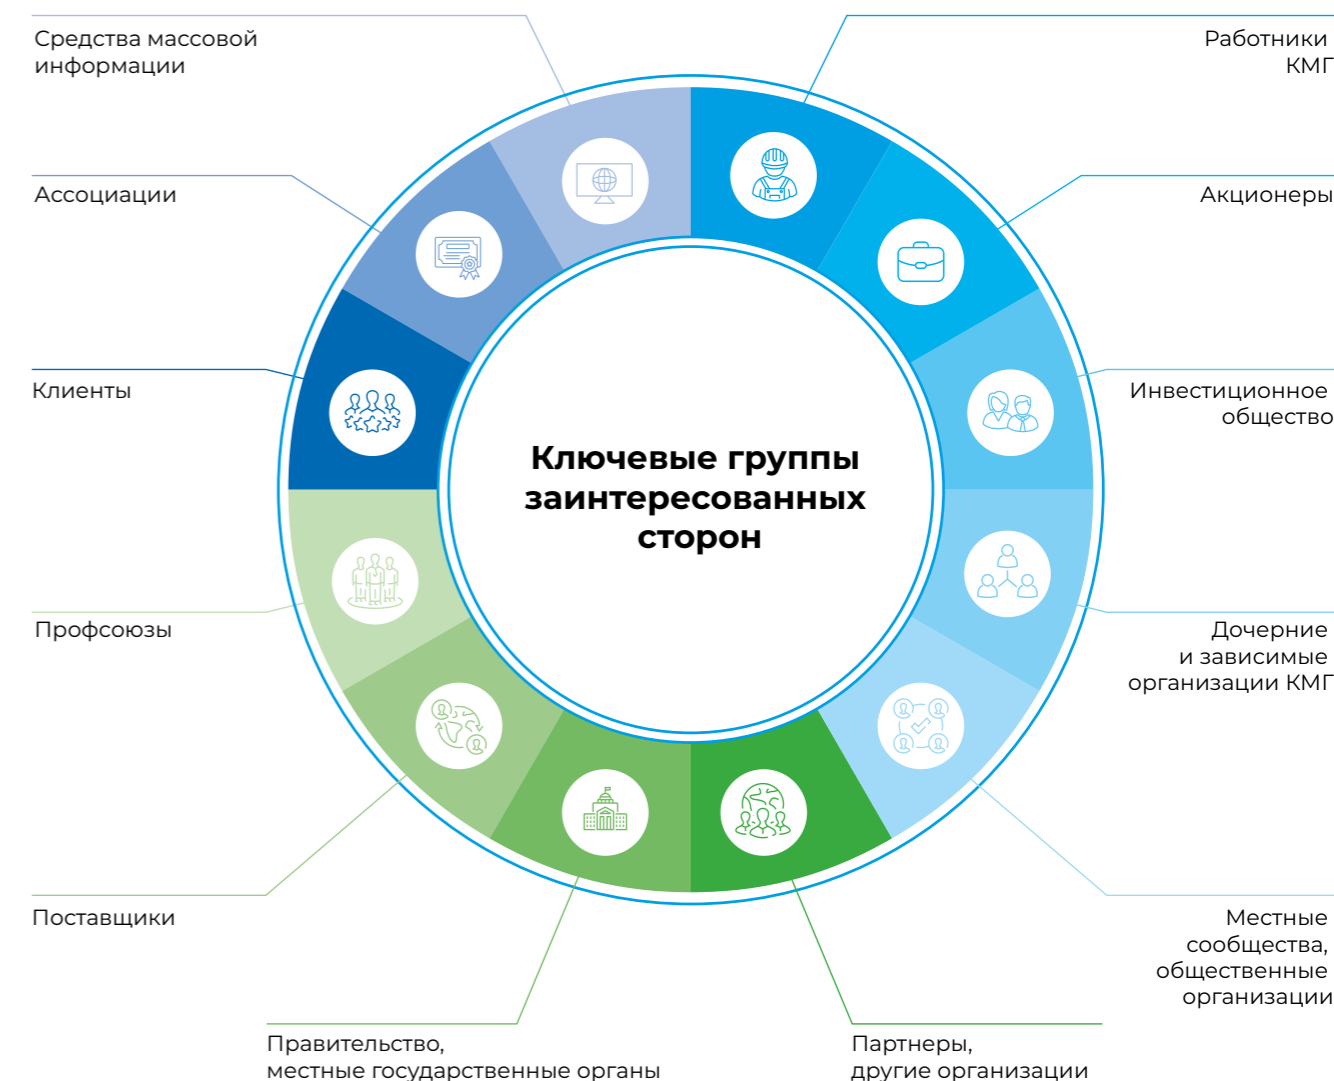 Средства массовой
информации
Работники
КМГ
Ассоциации
Акционеры
Клиенты
Инвестиционное
общество
Ключевые группы
заинтересованных
сторон
Профсоюзы
Дочерние
и зависимые
организации КМГ
Поставщики
Местные
сообщества,
общественные
организации
Правительство,
местные государственные органы
Партнеры,
другие организации